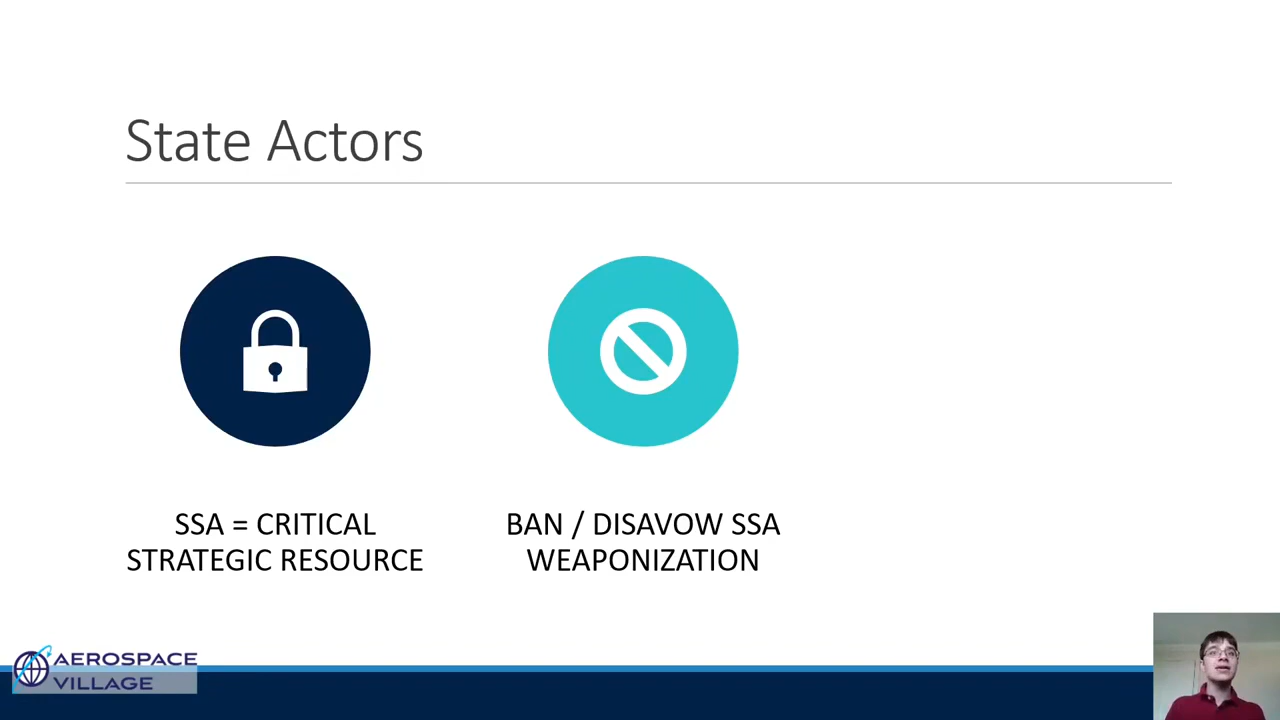 State Actors
SSA = CRITICAL
STRATEGIC RESOURCE
BAN / DISAVOW SSA
WEAPONIZATION
AEROSPACE
VILLAGE